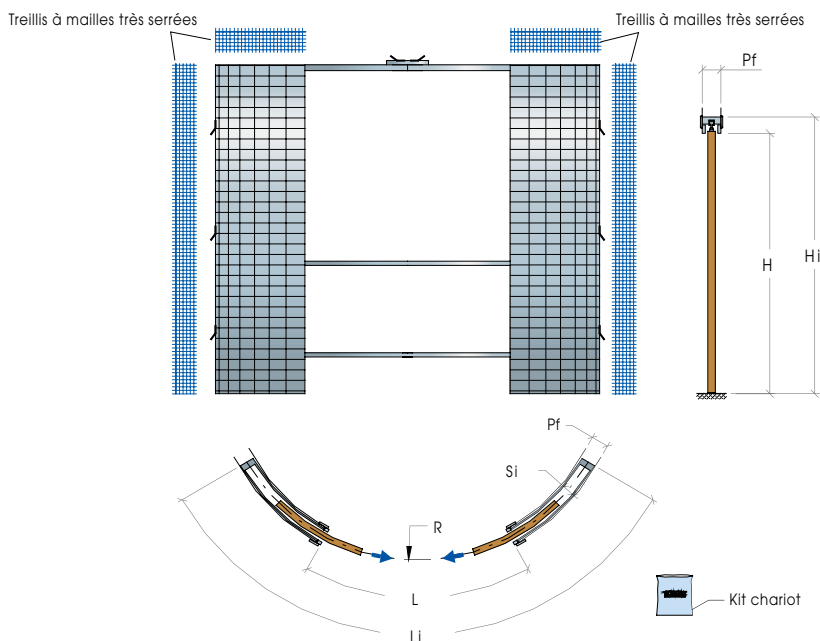 Treillis à mailles très serrées
Treillis à mailles très serrées
Pf
H
Hi
Pf
Si
R
L
Li
Kit chariot